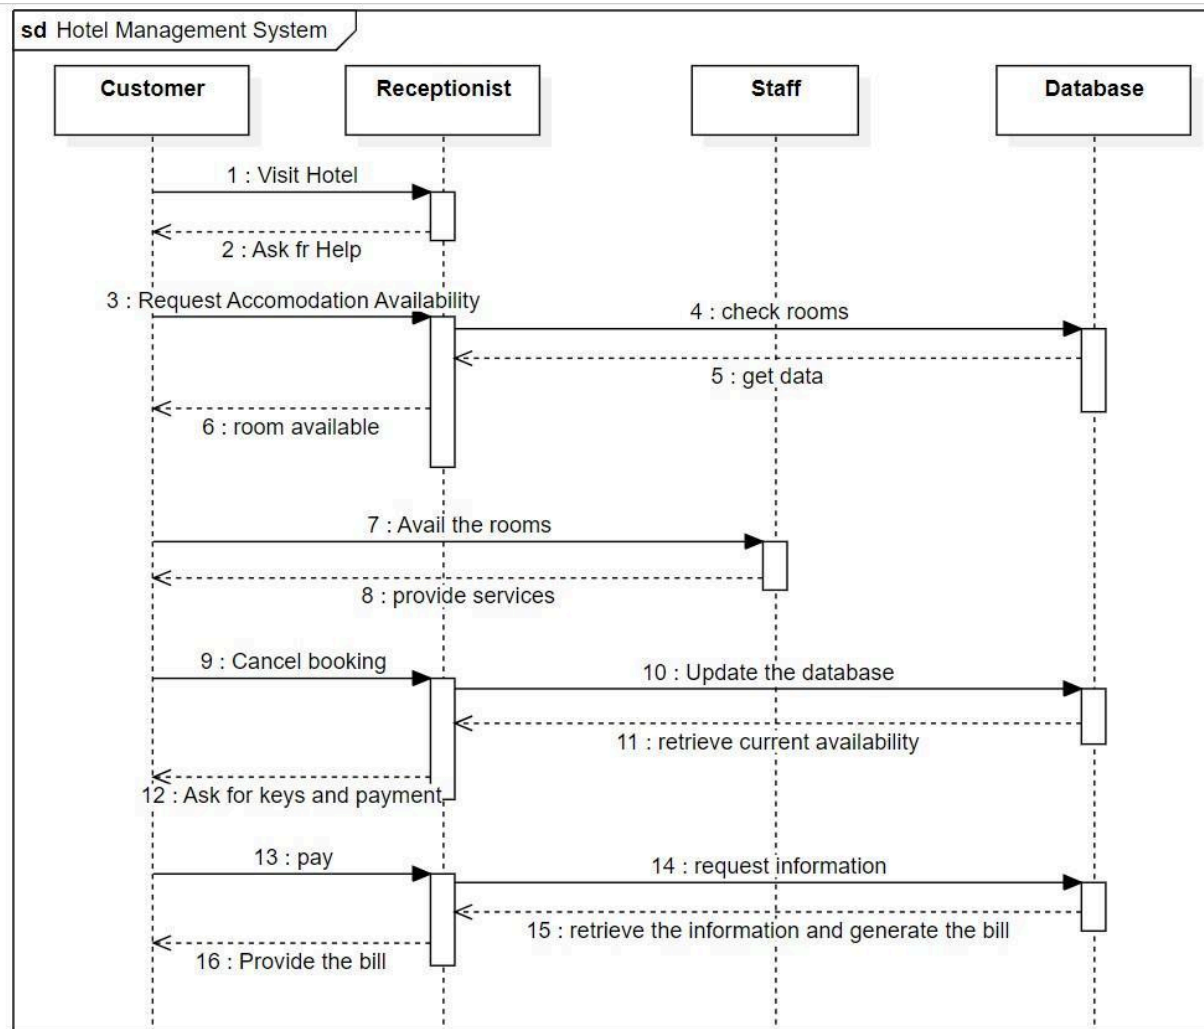 sd Hotel Management System
Customer
Receptionist
Staff
Database
1 : Visit Hotel
2 : Ask fr Help
3 : Request Accomodation Availability
4 : check rooms
5 : get data
6 : room available
7 : Avail the rooms
8 : provide services
9 : Cancel booking
10 : Update the database
11 : retrieve current availability
12 : Ask for keys and payment
13 : pay
14 : request information
15 : retrieve the information and generate the bill
16 : Provide the bill